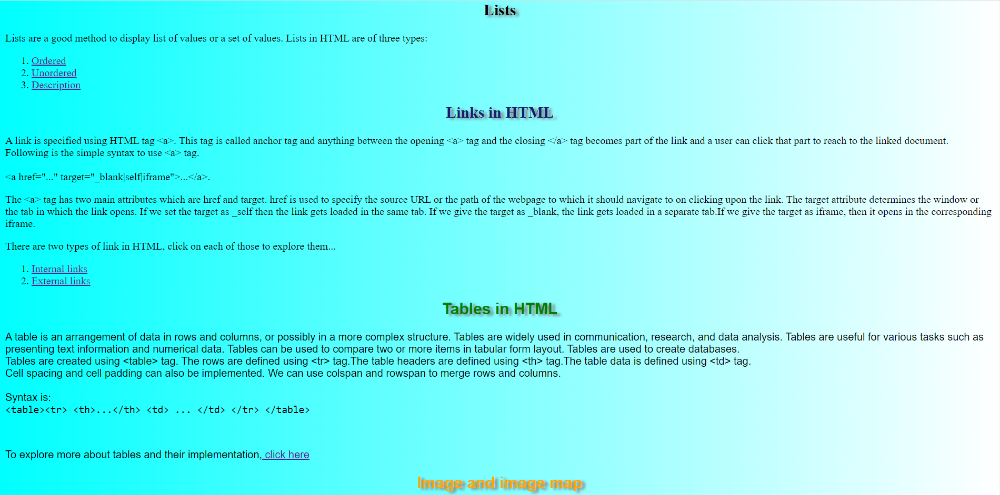 Lists
Lists are a good method to display list of values or a set of values. Lists in HTML are of three types:
1. Ordered
2. Unordered
3. Description
Links in HTML
A link is specified using HTML tag <a>. This tag is called anchor tag and anything between the opening <a> tag and the closing </a> tag becomes part of the link and a user can click that part to reach to the linked document.
Following is the simple syntax to use <a> tag.
<a href="..." target="_blank|self|iframe">...</a>.
The <a> tag has two main attributes which are href and target. href is used to specify the source URL or the path of the webpage to which it should navigate to on clicking upon the link. The target attribute determines the window or
the tab in which the link opens. If we set the target as _self then the link gets loaded in the same tab. If we give the target as _blank, the link gets loaded in a separate tab.If we give the target as iframe, then it opens in the corresponding
iframe.
There are two types of link in HTML, click on each of those to explore them...
1. Internal links
2. External links
Tables in HTML
A table is an arrangement of data in rows and columns, or possibly in a more complex structure. Tables are widely used in communication, research, and data analysis. Tables are useful for various tasks such as
presenting text information and numerical data. Tables can be used to compare two or more items in tabular form layout. Tables are used to create databases.
Tables are created using <table> tag. The rows are defined using <tr> tag.The table headers are defined using <th> tag.The table data is defined using <td> tag.
Cell spacing and cell padding can also be implemented. We can use colspan and rowspan to merge rows and columns.
Syntax is:
<table><tr> <th>...</th> <td> ... </td> </tr> </table>
To explore more about tables and their implementation, click here
Image and image map